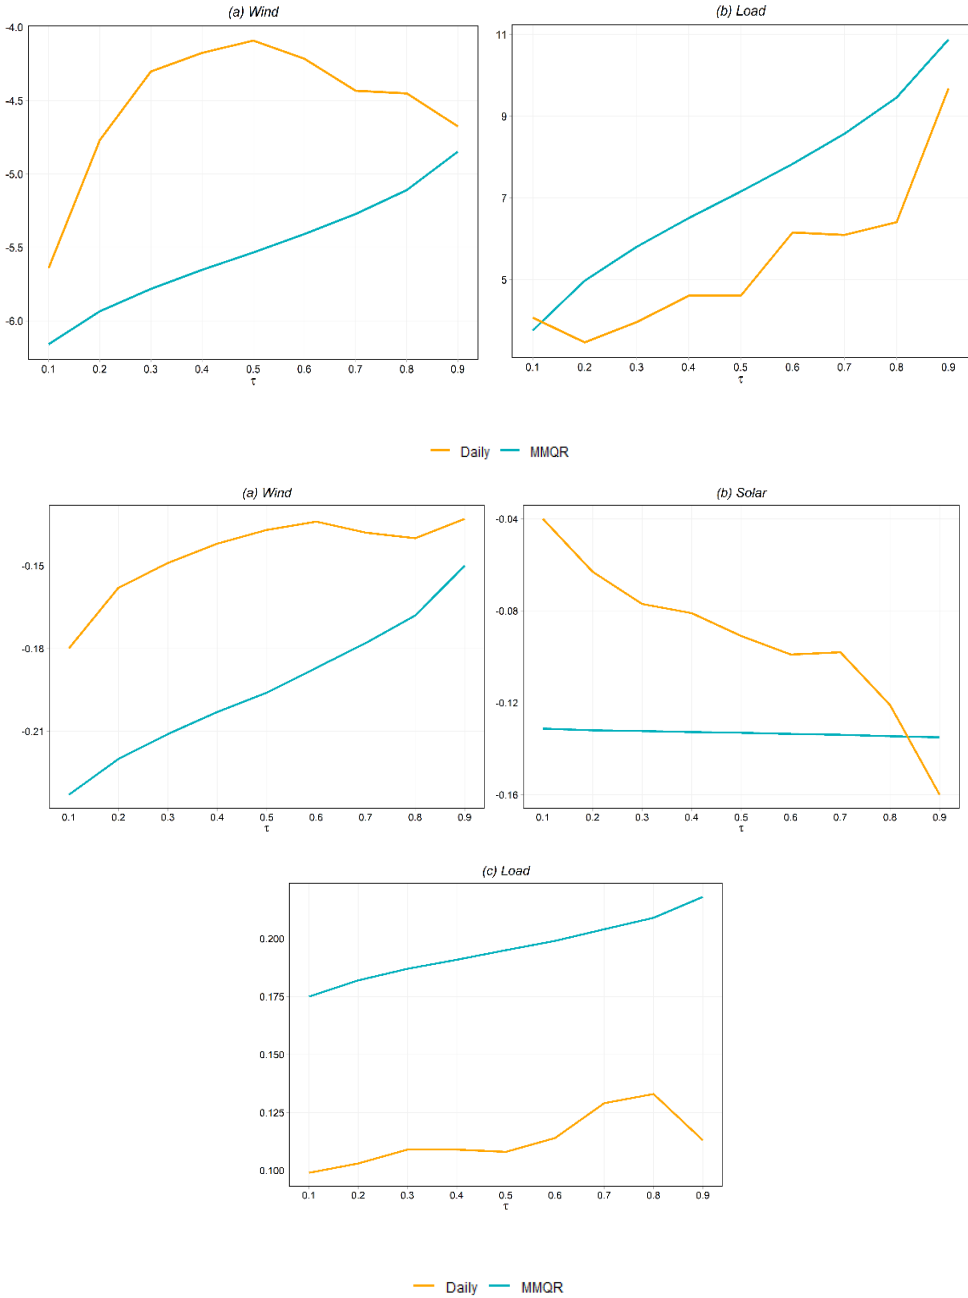 (a) Wind
-4.0
-4.5
-5.0
-5.5
-6.0
0.1 0.2 0.3 0.4 0.5 0.6 0.7 0.8 0.9
τ
(b) Load
11
9
7
5
0.1 0.2 0.3 0.4 0.5 0.6 0.7 0.8 0.9
τ
Daily MMQR
(a) Wind
-0.15
-0.18
-0.21
0.1 0.2 0.3 0.4 0.5 0.6 0.7 0.8 0.9
τ
(b) Solar
-0.04
-0.08
-0.12
-0.16
0.1 0.2 0.3 0.4 0.5 0.6 0.7 0.8 0.9
τ
(c) Load
0.200
0.175
0.150
0.125
0.100
0.1 0.2 0.3 0.4 0.5 0.6 0.7 0.8 0.9
τ
Daily MMQR